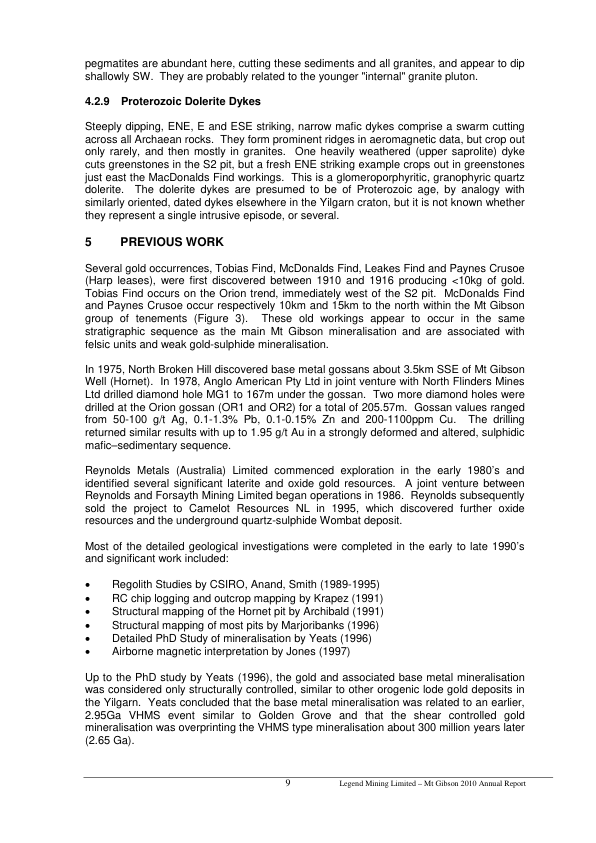 pegmatites are abundant here, cutting these sediments and all granites, and appear to dip
shallowly SW.  They are probably related to the younger "internal" granite pluton.
4.2.9 Proterozoic Dolerite Dykes
Steeply dipping, ENE, E and ESE striking, narrow mafic dykes comprise a swarm cutting
across all Archaean rocks.  They form prominent ridges in aeromagnetic data, but crop out
only rarely, and then mostly in granites.  One heavily weathered (upper saprolite) dyke
cuts greenstones in the S2 pit, but a fresh ENE striking example crops out in greenstones
just east the MacDonalds Find workings.  This is a glomeroporphyritic, granophyric quartz
dolerite.  The dolerite dykes are presumed to be of Proterozoic age, by analogy with
similarly oriented, dated dykes elsewhere in the Yilgarn craton, but it is not known whether
they represent a single intrusive episode, or several.
5 PREVIOUS WORK
Several gold occurrences, Tobias Find, McDonalds Find, Leakes Find and Paynes Crusoe
(Harp leases), were first discovered between 1910 and 1916 producing <10kg of gold.
Tobias Find occurs on the Orion trend, immediately west of the S2 pit.  McDonalds Find
and Paynes Crusoe occur respectively 10km and 15km to the north within the Mt Gibson
group of tenements (Figure 3).  These old workings appear to occur in the same
stratigraphic sequence as the main Mt Gibson mineralisation and are associated with
felsic units and weak gold-sulphide mineralisation.
In 1975, North Broken Hill discovered base metal gossans about 3.5km SSE of Mt Gibson
Well (Hornet).  In 1978, Anglo American Pty Ltd in joint venture with North Flinders Mines
Ltd drilled diamond hole MG1 to 167m under the gossan.  Two more diamond holes were
drilled at the Orion gossan (OR1 and OR2) for a total of 205.57m.  Gossan values ranged
from 50-100 g/t Ag, 0.1-1.3% Pb, 0.1-0.15% Zn and 200-1100ppm Cu.  The drilling
returned similar results with up to 1.95 g/t Au in a strongly deformed and altered, sulphidic
mafic–sedimentary sequence.
Reynolds Metals (Australia) Limited commenced exploration in the early 1980's and
identified several significant laterite and oxide gold resources.  A joint venture between
Reynolds and Forsayth Mining Limited began operations in 1986.  Reynolds subsequently
sold the project to Camelot Resources NL in 1995, which discovered further oxide
resources and the underground quartz-sulphide Wombat deposit.
Most of the detailed geological investigations were completed in the early to late 1990's
and significant work included:
• Regolith Studies by CSIRO, Anand, Smith (1989-1995)
• RC chip logging and outcrop mapping by Krapez (1991)
• Structural mapping of the Hornet pit by Archibald (1991)
• Structural mapping of most pits by Marjoribanks (1996)
• Detailed PhD Study of mineralisation by Yeats (1996)
• Airborne magnetic interpretation by Jones (1997)
Up to the PhD study by Yeats (1996), the gold and associated base metal mineralisation
was considered only structurally controlled, similar to other orogenic lode gold deposits in
the Yilgarn.  Yeats concluded that the base metal mineralisation was related to an earlier,
2.95Ga VHMS event similar to Golden Grove and that the shear controlled gold
mineralisation was overprinting the VHMS type mineralisation about 300 million years later
(2.65 Ga).
9 Legend Mining Limited – Mt Gibson 2010 Annual Report